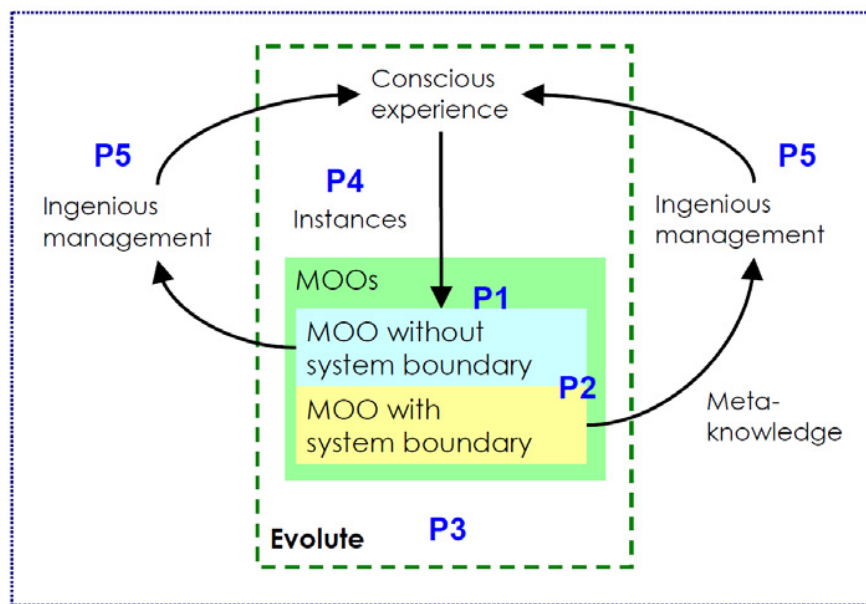 Conscious
experience
P5
P5
P4
Ingenious
management
Instances
Ingenious
management
MOOs
P1
MOO without
system boundary
P2
MOO with
system boundary
Meta-
knowledge
Evolute
P3